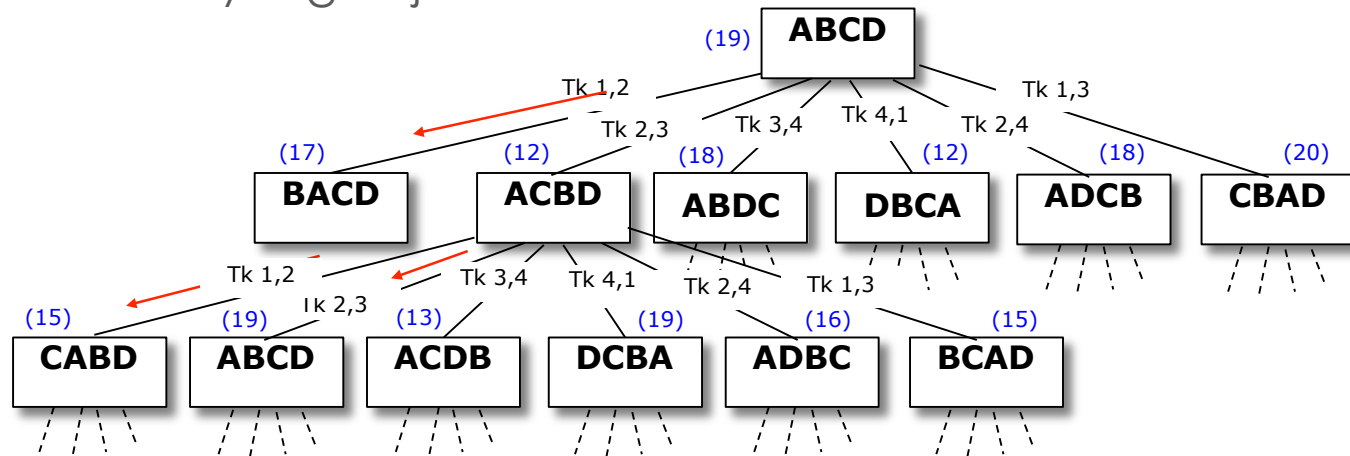 ABCD
(19)
Tk 1,2
Tk 2,3
Tk 3,4
Tk 4,1
Tk 2,4
Tk 1,3
(17)
(12)
(18)
(12)
(18)
(20)
BACD
ACBD
ABDC
DBCA
ADCB
CBAD
Tk 1,2
Tk 2,3
Tk 3,4
Tk 4,1
Tk 2,4
Tk 1,3
(15)
(19)
(13)
(19)
(16)
(15)
CABD
ABCD
ACDB
DCBA
ADBC
BCAD